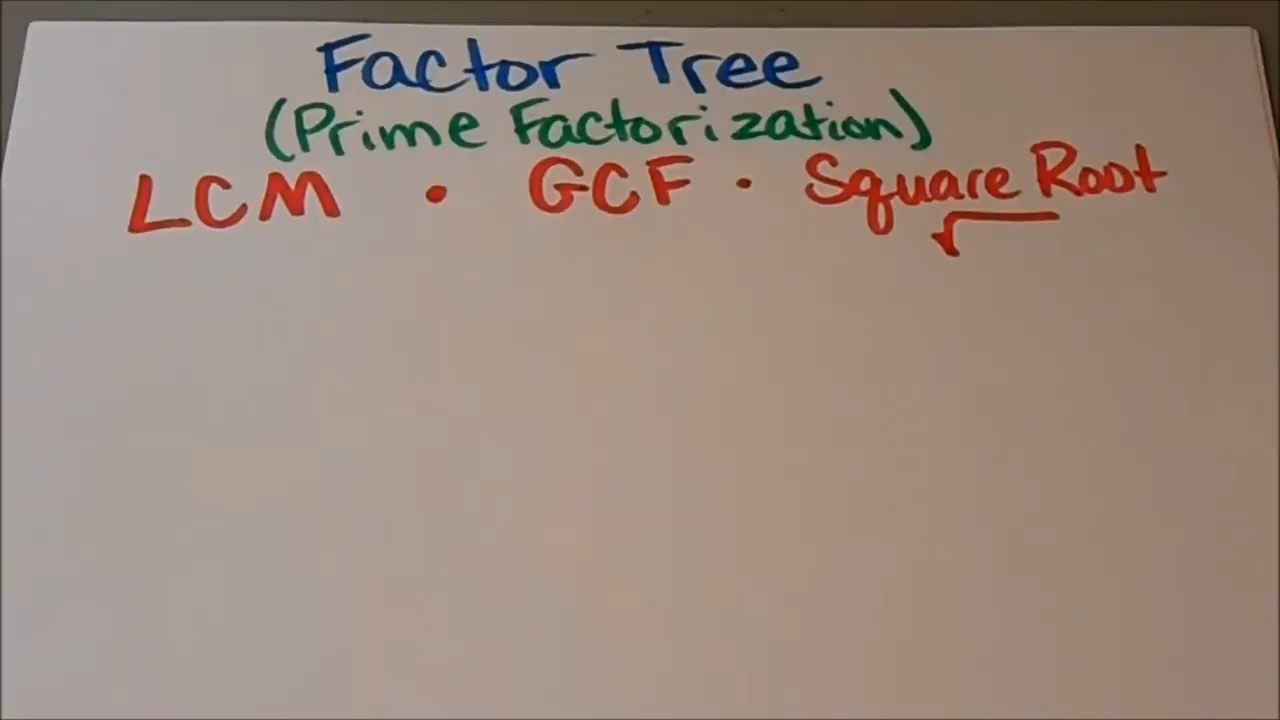 Factor Tree
(Prime Factorization)
LCM • GCF • Square Root
√